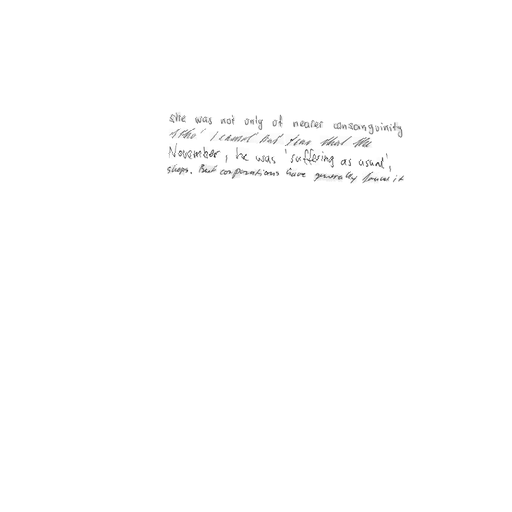 she was not only of nearer consanguinity
I cannot but fear that the
November, he was 'suffering as usual',
shops. But corporations have generally found it